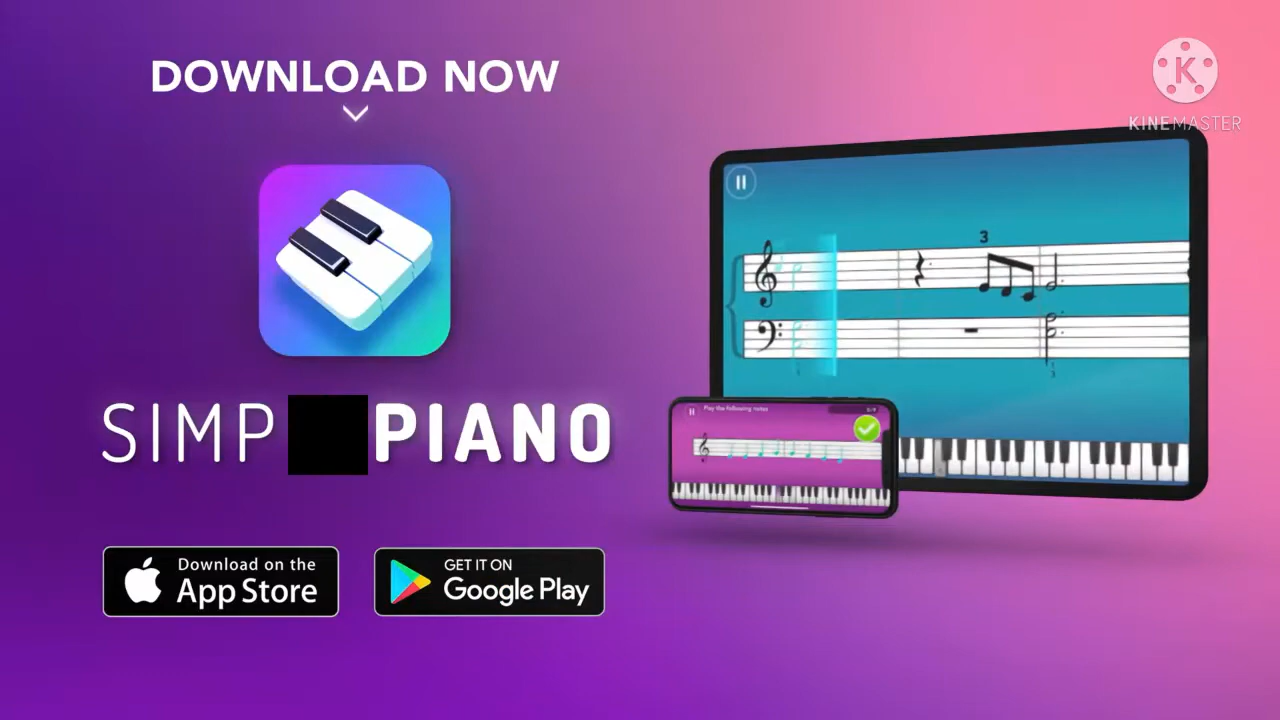 DOWNLOAD NOW
SIMP PIANO
Download on the
App Store
GET IT ON
Google Play
KINEMASTER
3
Play the following notes